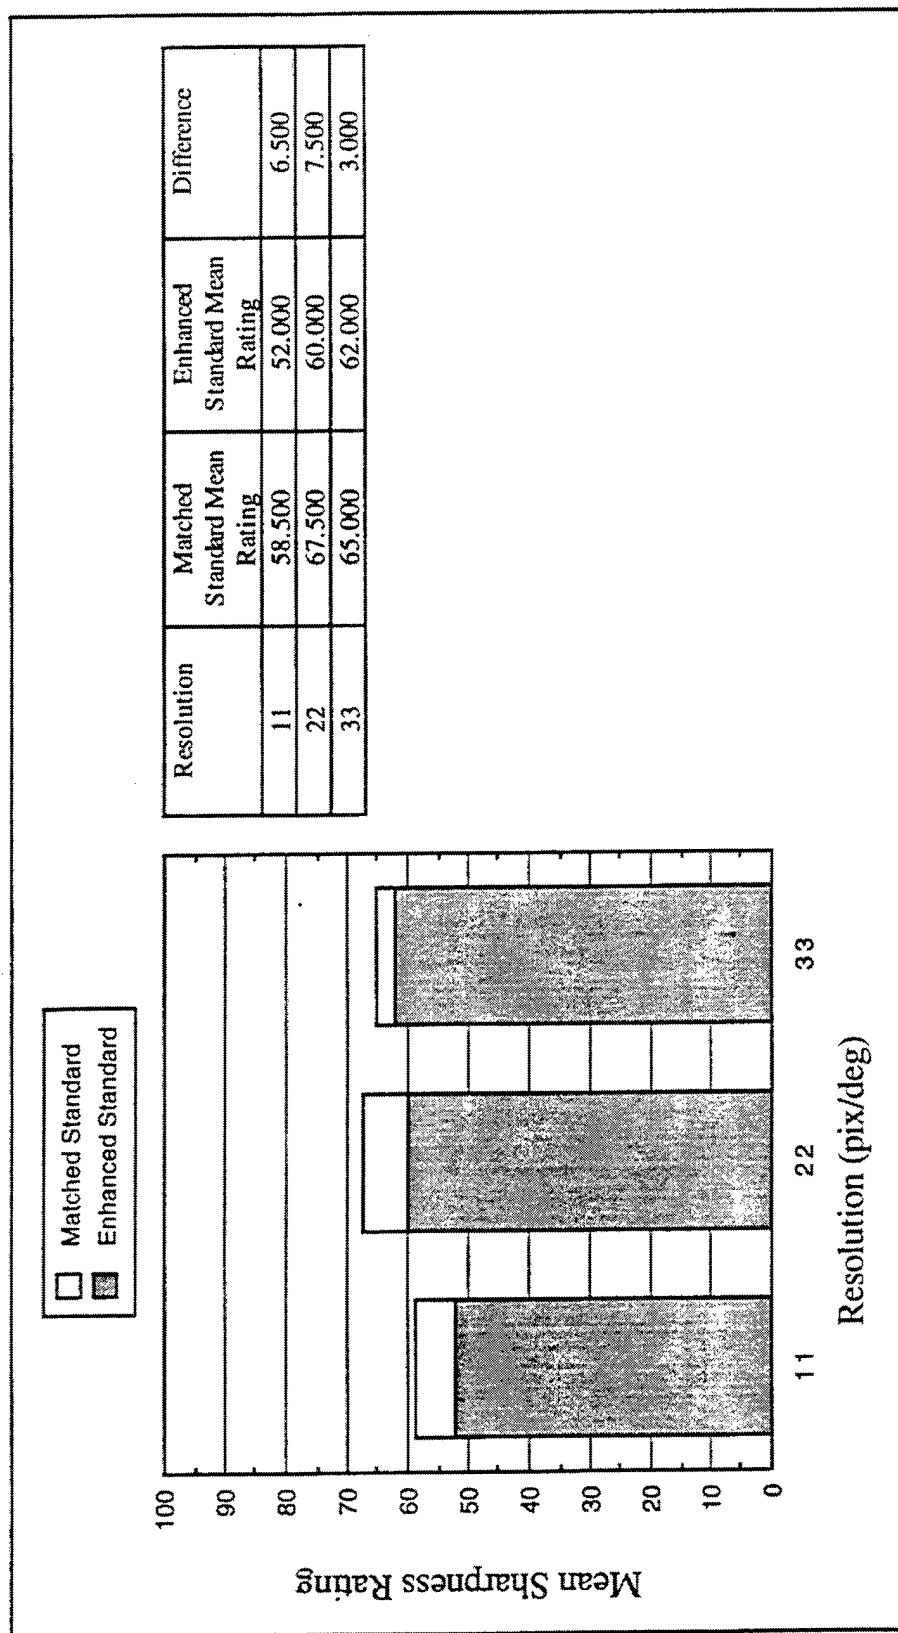 Matched Standard
Enhanced Standard
Mean Sharpness Rating
100
90
80
70
60
50
40
30
20
10
0
11
22
33
Resolution (pix/deg)
Resolution Matched Standard Mean Rating Enhanced Standard Mean Rating Difference
11 58.500 52.000 6.500
22 67.500 60.000 7.500
33 65.000 62.000 3.000